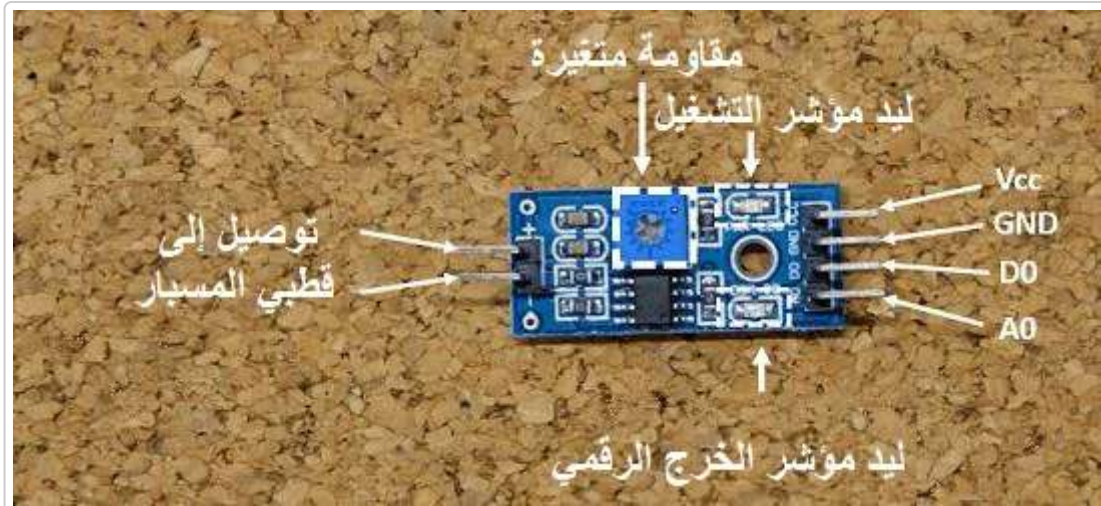 مقاومة متغيرة
ليد مؤشر التشغيل
Vcc
GND
D0
A0
توصيل إلى
قطبي المسبار
ليد مؤشر الخرج الرقمي